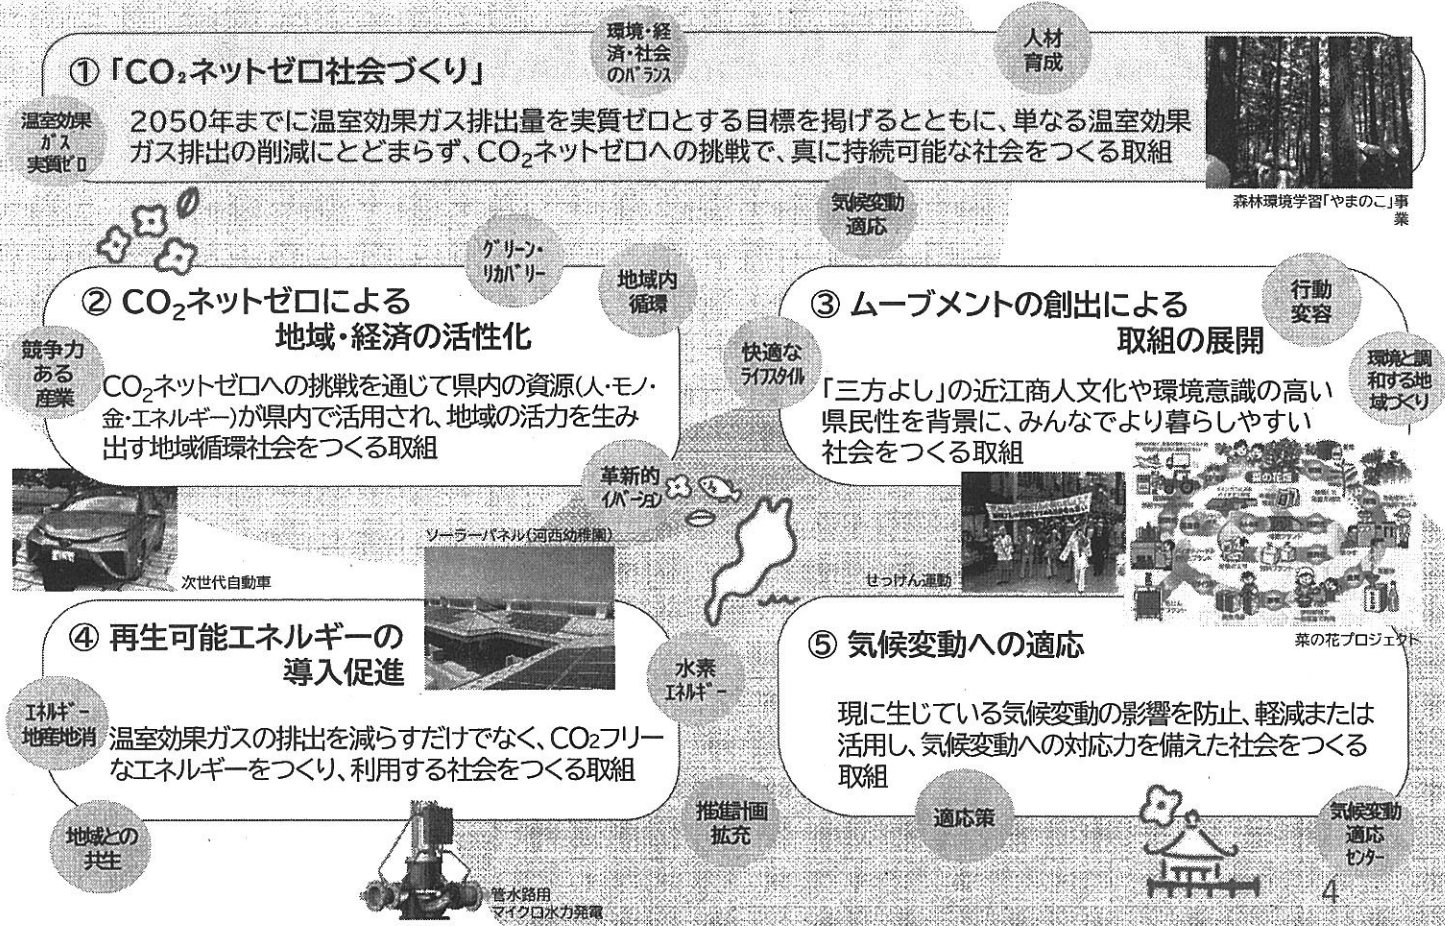 環境・経
済・社会
のバランス
人材
育成
①「CO₂ネットゼロ社会づくり」
温室効果
ガス
実質ゼロ
2050年までに温室効果ガス排出量を実質ゼロとする目標を掲げるとともに、単なる温室効果
ガス排出の削減にとどまらず、CO₂ネットゼロへの挑戦で、真に持続可能な社会をつくる取組
森林環境学習「やまのこ」事
業
気候変動
適応
グリーン・
リカバリー
地域内
循環
② CO₂ネットゼロによる
地域・経済の活性化
競争力
ある
産業
CO₂ネットゼロへの挑戦を通じて県内の資源(人・モノ・
金・エネルギー)が県内で活用され、地域の活力を生み
出す地域循環社会をつくる取組
革新的
イノベーション
次世代自動車
行動
変容
③ ムーブメントの創出による
取組の展開
快適な
ライフスタイル
環境と調
和する地
域づくり
「三方よし」の近江商人文化や環境意識の高い
県民性を背景に、みんなでより暮らしやすい
社会をつくる取組
せっけん運動
菜の花プロジェクト
ソーラーパネル(河西幼稚園)
④ 再生可能エネルギーの
導入促進
水素
エネルギー
エネルギー
地産地消
温室効果ガスの排出を減らすだけでなく、CO₂フリー
なエネルギーをつくり、利用する社会をつくる取組
地域との
共生
推進計画
拡充
管水路用
マイクロ水力発電
⑤ 気候変動への適応
現に生じている気候変動の影響を防止、軽減または
活用し、気候変動への対応力を備えた社会をつくる
取組
適応策
気候変動
適応
センター
4